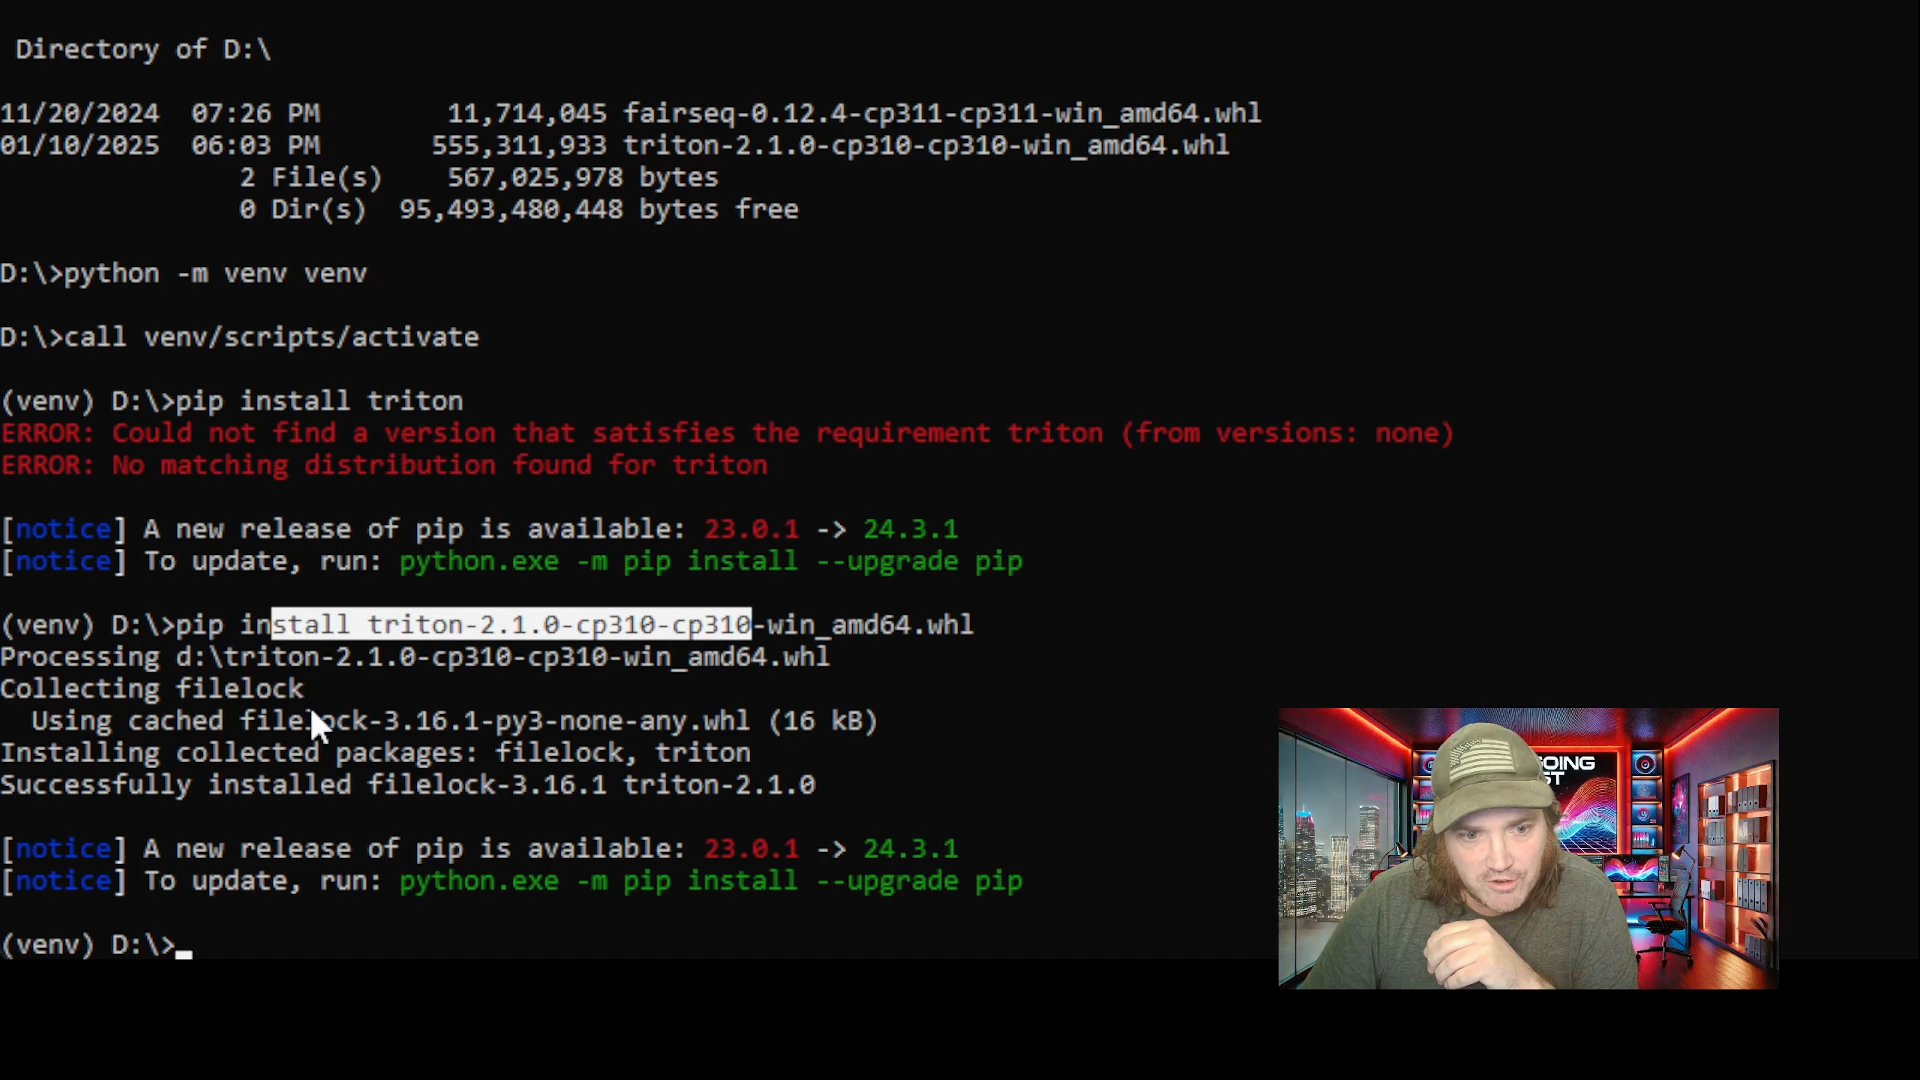 Directory of D:\
11/20/2024  07:26 PM        11,714,045 fairseq-0.12.4-cp311-cp311-win_amd64.whl
01/10/2025  06:03 PM       555,311,933 triton-2.1.0-cp310-cp310-win_amd64.whl
2 File(s)    567,025,978 bytes
0 Dir(s)  95,493,480,448 bytes free
D:\>python -m venv venv
D:\>call venv/scripts/activate
(venv) D:\>pip install triton
ERROR: Could not find a version that satisfies the requirement triton (from versions: none)
ERROR: No matching distribution found for triton
[notice] A new release of pip is available: 23.0.1 -> 24.3.1
[notice] To update, run: python.exe -m pip install --upgrade pip
(venv) D:\>pip install triton-2.1.0-cp310-cp310-win_amd64.whl
Processing d:\triton-2.1.0-cp310-cp310-win_amd64.whl
Collecting filelock
Using cached filelock-3.16.1-py3-none-any.whl (16 kB)
Installing collected packages: filelock, triton
Successfully installed filelock-3.16.1 triton-2.1.0
[notice] A new release of pip is available: 23.0.1 -> 24.3.1
[notice] To update, run: python.exe -m pip install --upgrade pip
(venv) D:\>_
OING
ST